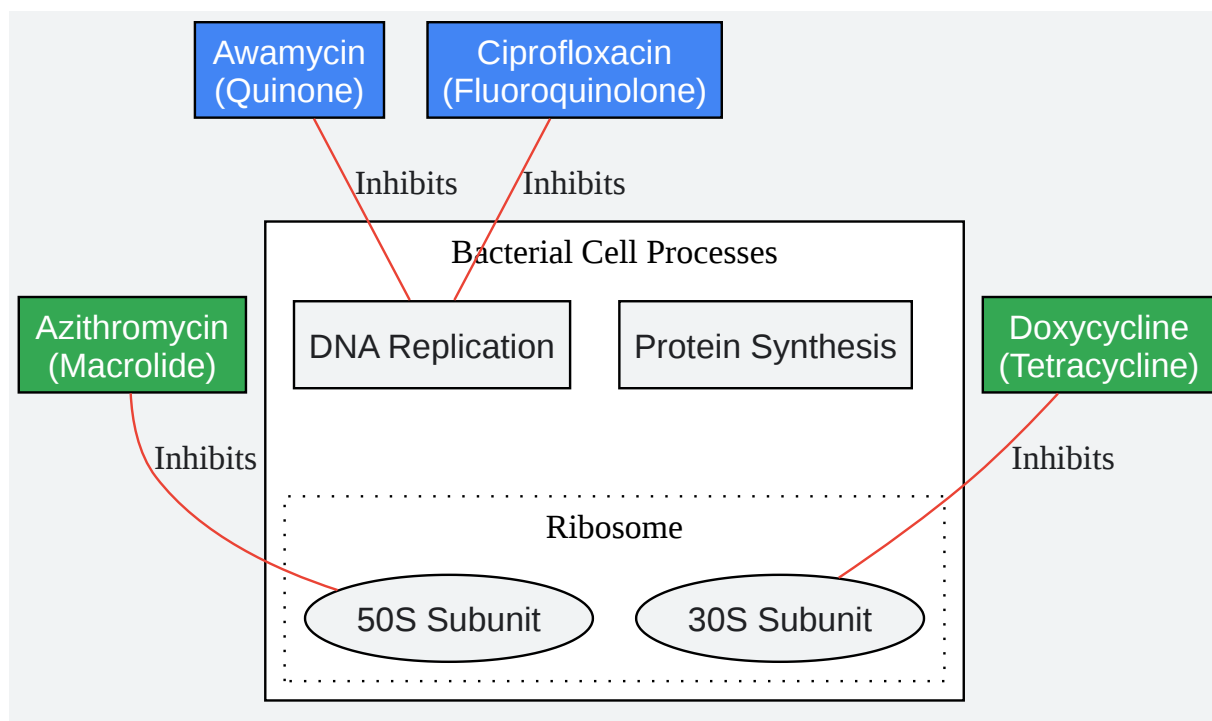 Awamycin
(Quinone)
Ciprofloxacin
(Fluoroquinolone)
Inhibits
Inhibits
Bacterial Cell Processes
Azithromycin
(Macrolide)
DNA Replication
Protein Synthesis
Doxycycline
(Tetracycline)
Inhibits
Inhibits
Ribosome
50S Subunit
30S Subunit